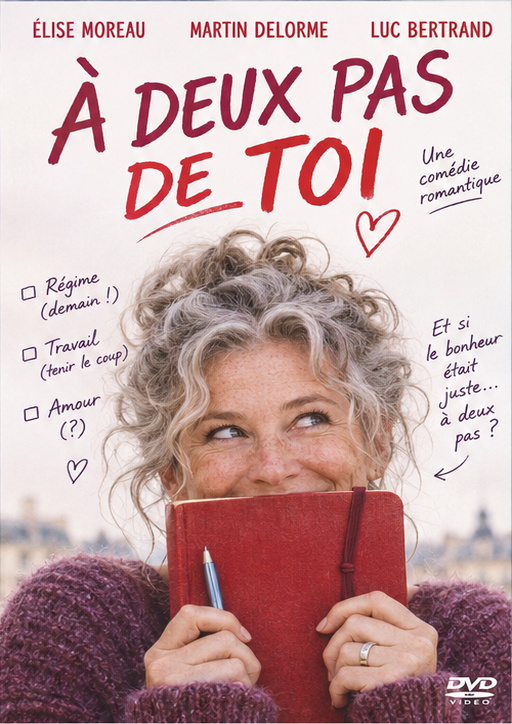 ÉLISE MOREAU MARTIN DELORME LUC BERTRAND
À DEUX PAS
DE TOI
Une
comédie
romantique
Régime
(demain !)
Travail
(tenir le coup)
Amour
(?)
Et si
le bonheur
était
juste...
à deux
pas ?
DVD
VIDEO